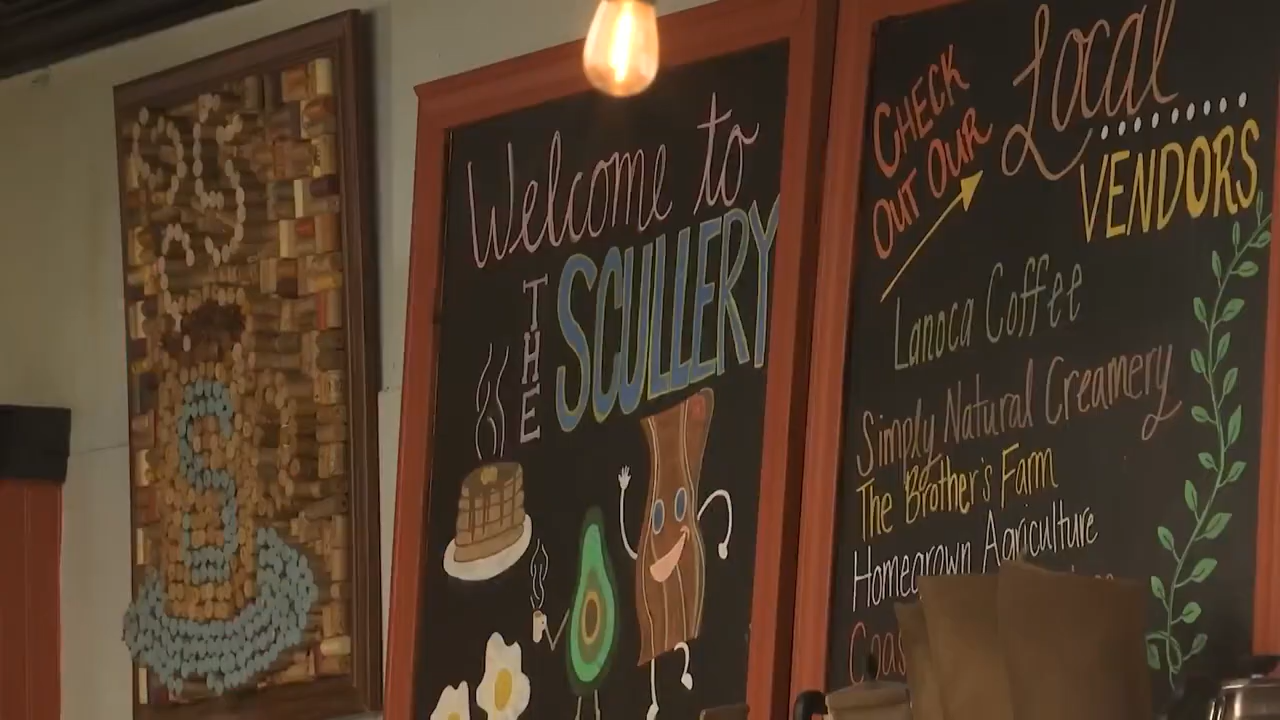 S
Welcome to
THE
SCULLERY
CHECK
OUT OUR
Local
VENDORS
Lanoca Coffee
Simply Natural Creamery
The Brother's Farm
Homegrown Agriculture